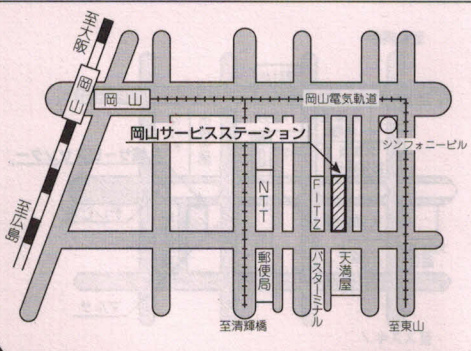 至大阪
岡山
岡山
岡山電気軌道
岡山サービスステーション
シンフォニービル
NTT
FITZ
至広島
郵便局
バスターミナル
天満屋
至清輝橋
至東山